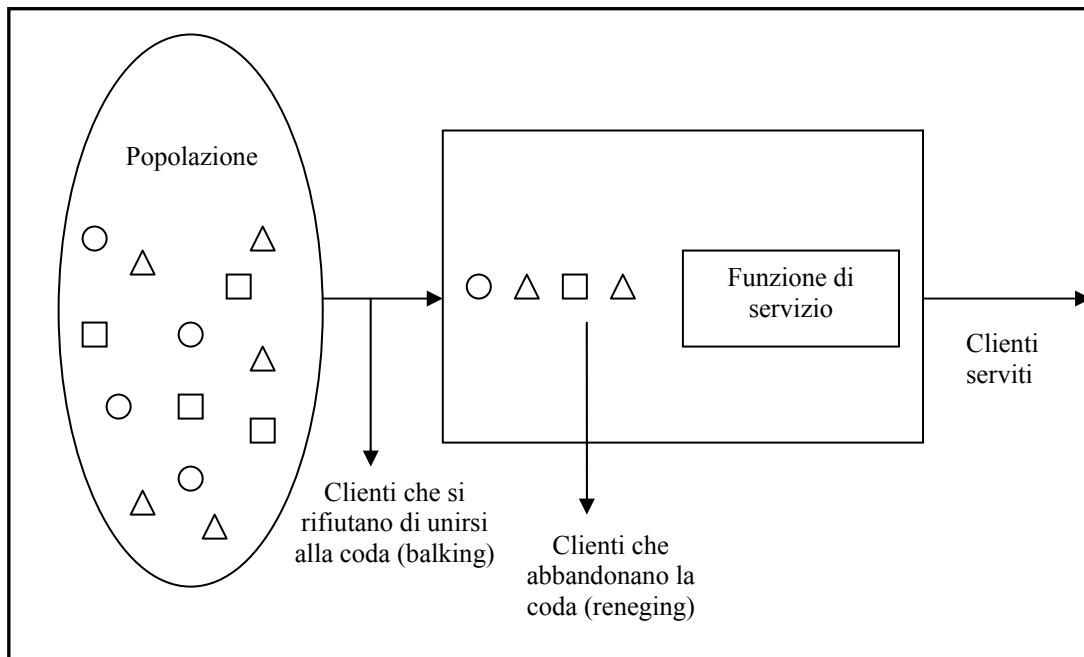 Popolazione
Funzione di
servizio
Clienti
serviti
Clienti che si
rifiutano di unirsi
alla coda (balking)
Clienti che
abbandonano la
coda (reneging)